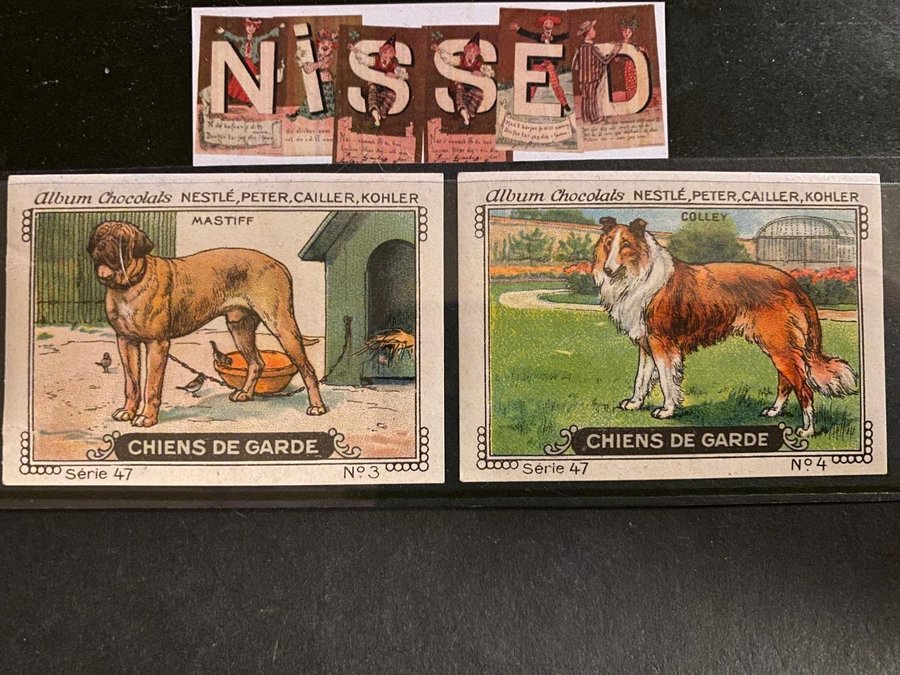 NiSSED
Album Chocolats NESTLÉ, PETER, CAILLER, KOHLER
MASTIFF
CHIENS DE GARDE
Série 47 No. 3
Album Chocolats NESTLÉ, PETER, CAILLER, KOHLER
COLLEY
CHIENS DE GARDE
Série 47 No. 4